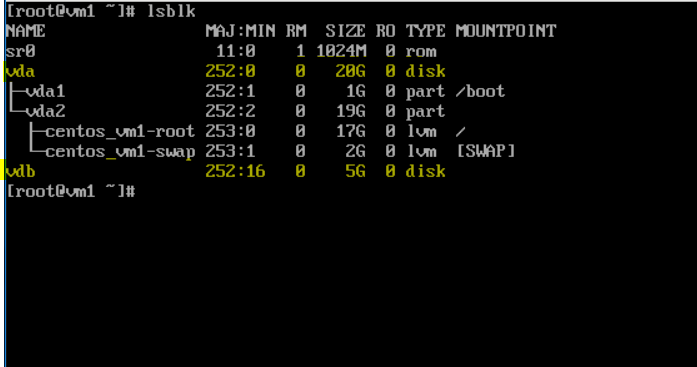 [root@vm1 ~]# lsblk
NAME MAJ:MIN RM SIZE RO TYPE MOUNTPOINT
sr0 11:0 1 1024M 0 rom
vda 252:0 0 20G 0 disk
├─vda1 252:1 0 1G 0 part /boot
└─vda2 252:2 0 19G 0 part
├─centos_vm1-root 253:0 0 17G 0 lvm /
└─centos_vm1-swap 253:1 0 2G 0 lvm [SWAP]
vdb 252:16 0 5G 0 disk
[root@vm1 ~]#